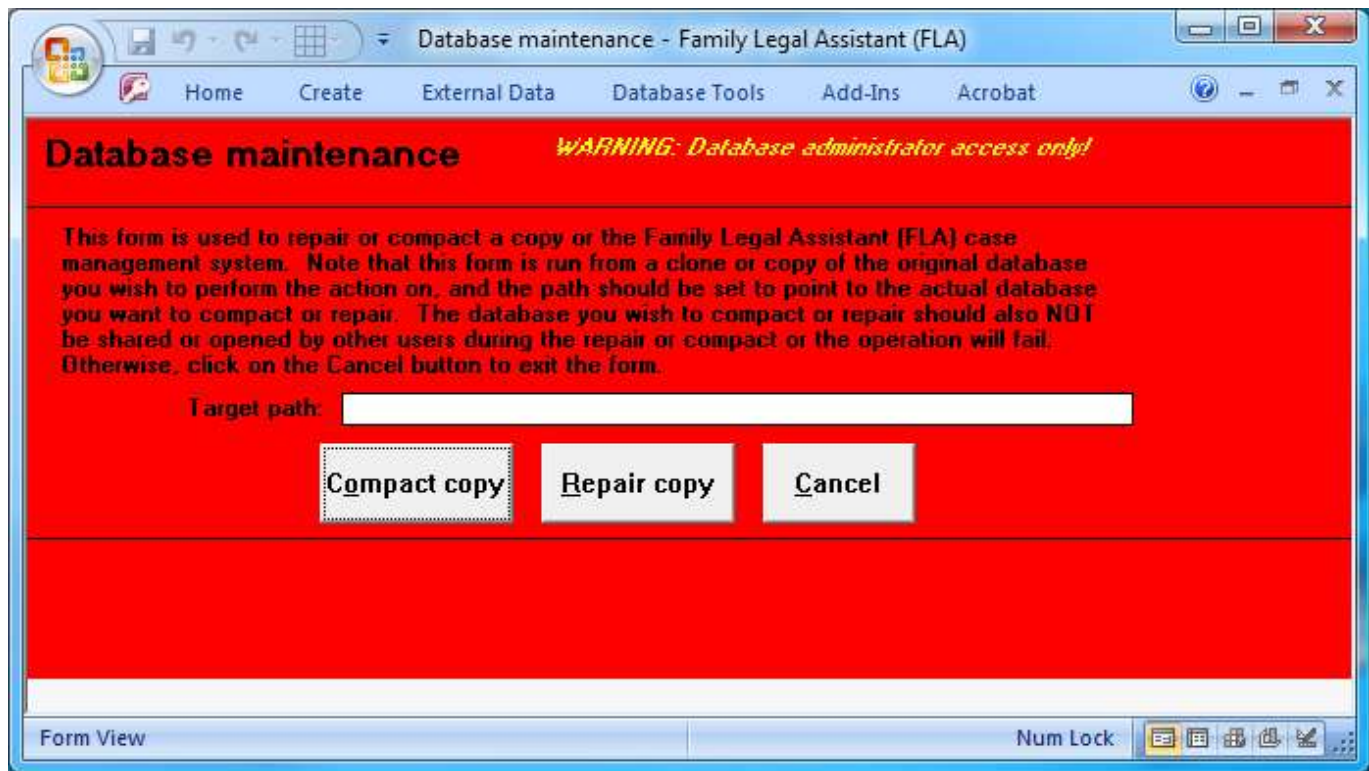 Database maintenance - Family Legal Assistant (FLA)
Home Create External Data Database Tools Add-Ins Acrobat
Database maintenance
WARNING: Database administrator access only!
This form is used to repair or compact a copy or the Family Legal Assistant (FLA) case
management system. Note that this form is run from a clone or copy of the original database
you wish to perform the action on, and the path should be set to point to the actual database
you want to compact or repair. The database you wish to compact or repair should also NOT
be shared or opened by other users during the repair or compact or the operation will fail.
Otherwise, click on the Cancel button to exit the form.
Target path:
Compact copy Repair copy Cancel
Form View Num Lock